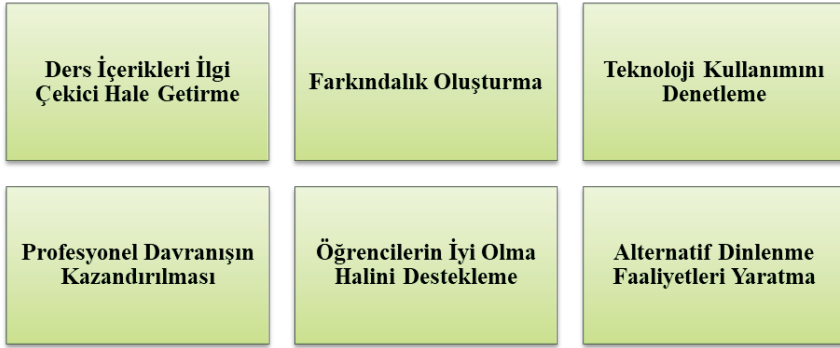 Ders İçerikleri İlgi
Çekici Hale Getirme
Farkındalık Oluşturma
Teknoloji Kullanımını
Denetleme
Profesyonel Davranışın
Kazandırılması
Öğrencilerin İyi Olma
Halini Destekleme
Alternatif Dinlenme
Faaliyetleri Yaratma